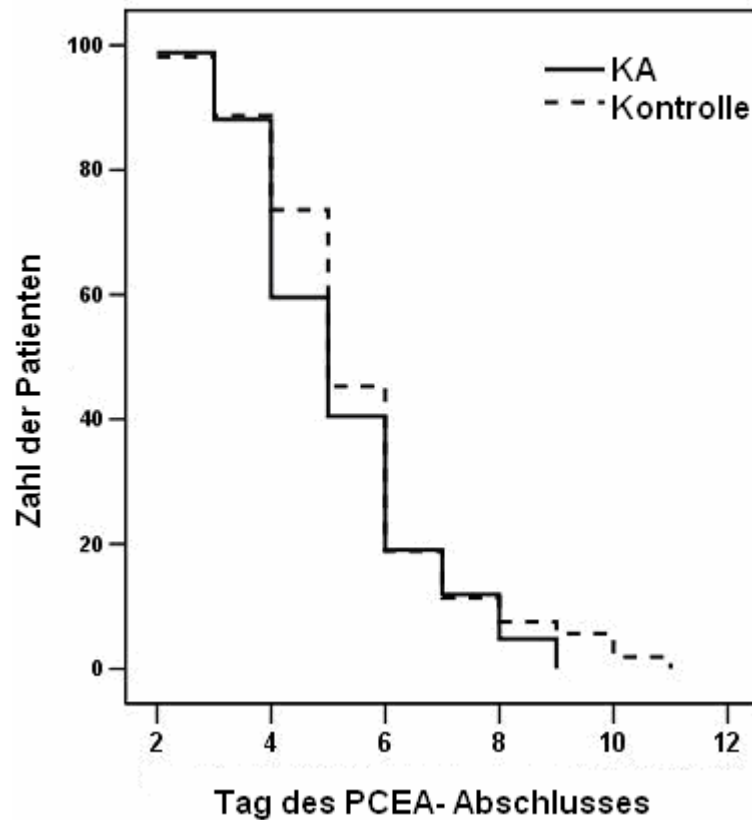 100
80
60
40
20
0
Zahl der Patienten
KA
Kontrolle
2 4 6 8 10 12
Tag des PCEA- Abschlusses